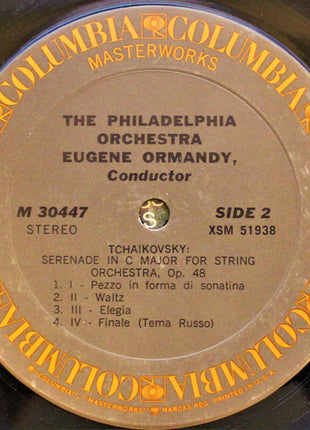 COLUMBIA COLUMBIA
MASTERWORKS
THE PHILADELPHIA
ORCHESTRA
EUGENE ORMANDY,
Conductor
M 30447
SIDE 2
STEREO
XSM 51938
TCHAIKOVSKY:
SERENADE IN C MAJOR FOR STRING
ORCHESTRA, Op. 48
1. I - Pezzo in forma di sonatina
2. II - Waltz
3. III - Elegia
4. IV - Finale (Tema Russo)
COLUMBIA COLUMBIA
"COLUMBIA", "MASTERWORKS", MARCAS REG. PRINTED IN U.S.A.